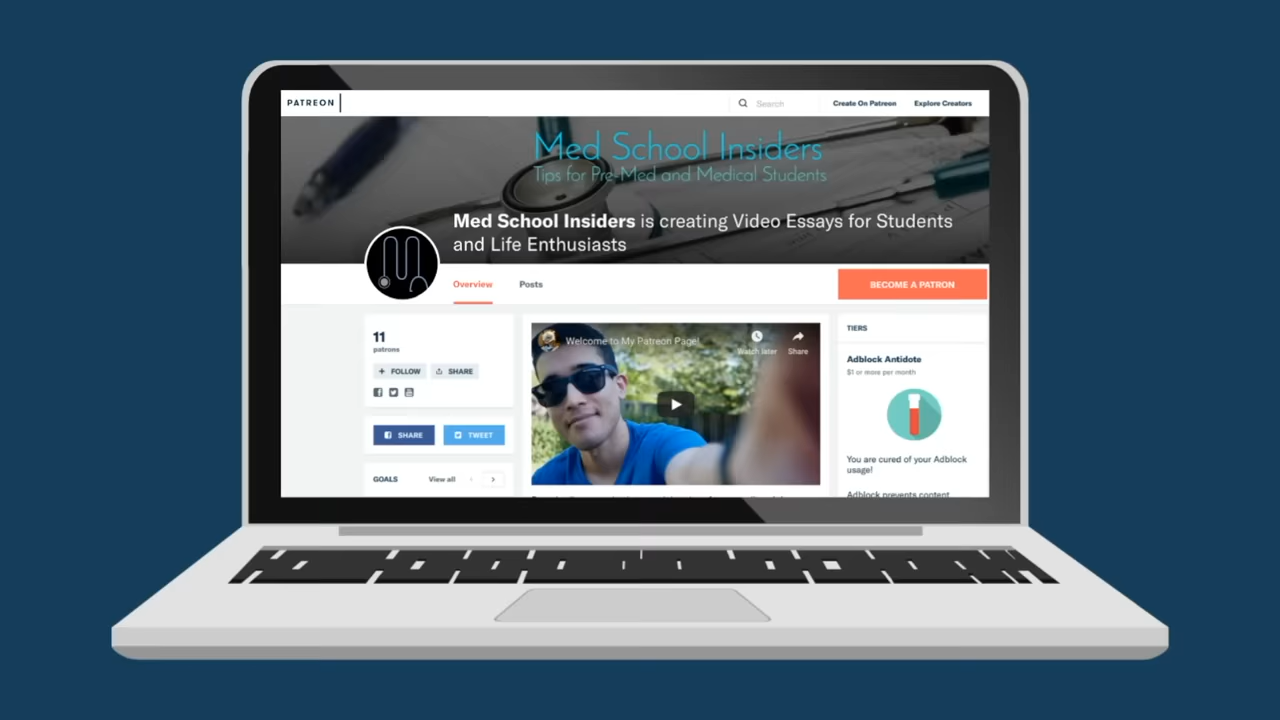 PATREON
Search
Create On Patreon
Explore Creators
Med School Insiders
Tips for Pre-Med and Medical Students
Med School Insiders is creating Video Essays for Students
and Life Enthusiasts
Overview
Posts
BECOME A PATRON
11
patrons
FOLLOW
SHARE
SHARE
TWEET
GOALS
View all
Welcome to My Patreon Page!
Watch later
Share
TIERS
Adblock Antidote
$1 or more per month
You are cured of your Adblock
usage!
Adblock prevents content